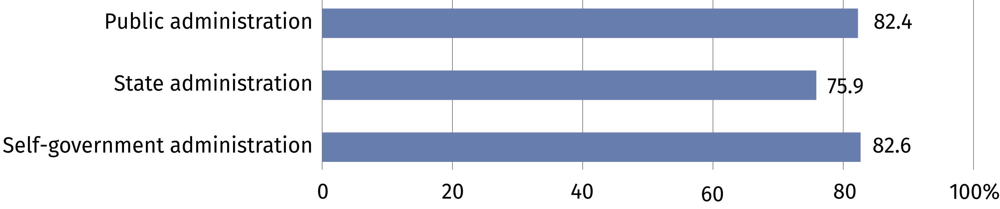 Public administration 82.4
State administration 75.9
Self-government administration 82.6
0 20 40 60 80 100%